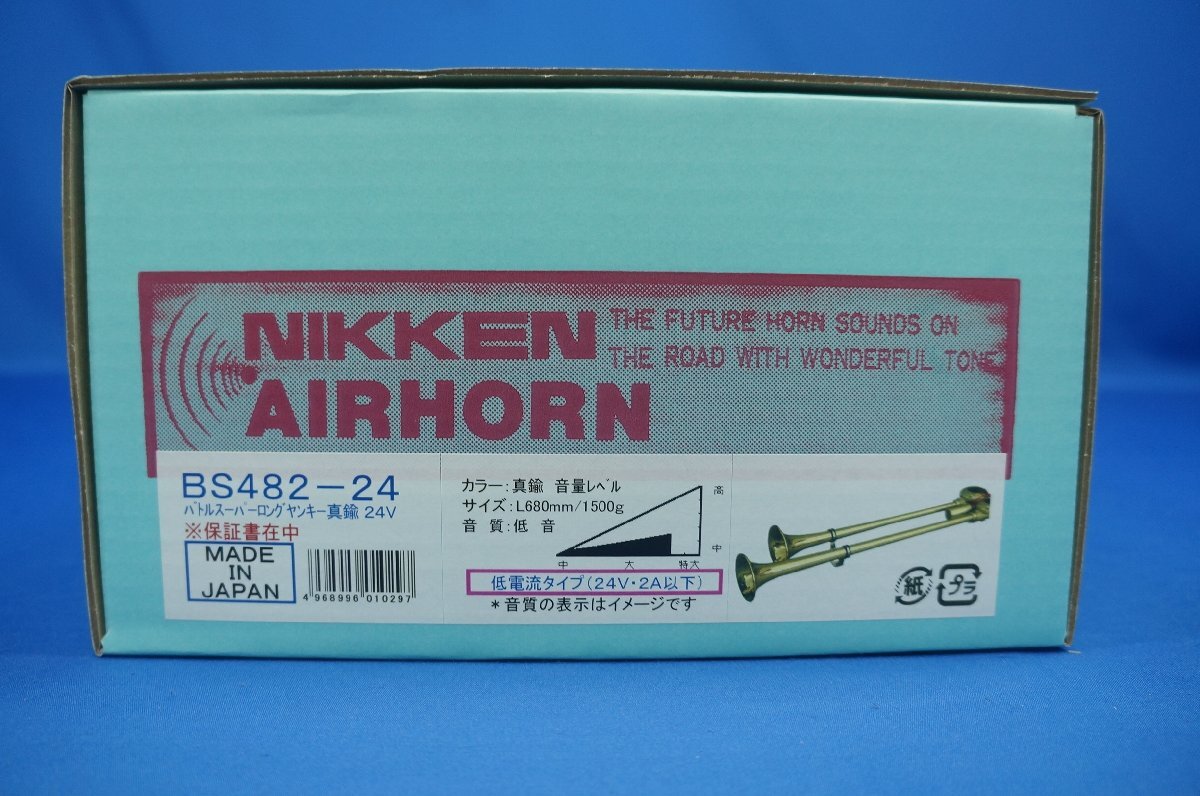 NIKKEN
AIRHORN
THE FUTURE HORN SOUNDS ON
THE ROAD WITH WONDERFUL TONE
BS482-24
バトルスーパーロングヤンキー真鍮 24V
※保証書在中
MADE
IN
JAPAN
4968996 010297
カラー:真鍮 音量レベル
サイズ:L680mm/1500g
音 質:低 音
高
中
中 大 特大
低電流タイプ(24V・2A以下)
*音質の表示はイメージです
紙
プラ